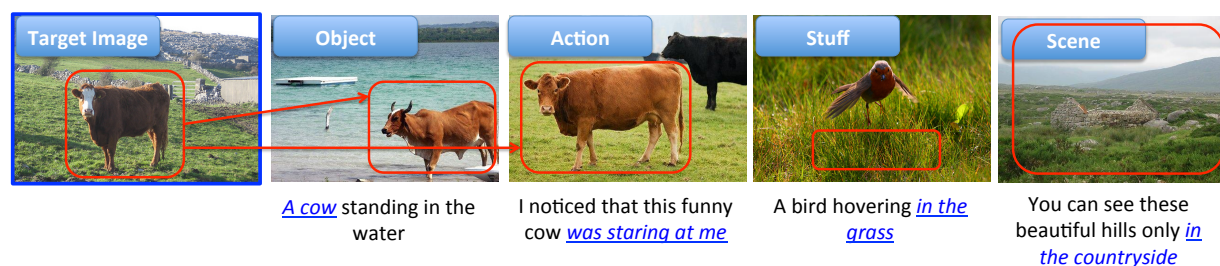 Target Image
Object
Action
Stuff
Scene
A cow standing in the
water
I noticed that this funny
cow was staring at me
A bird hovering in the
grass
You can see these
beautiful hills only in
the countryside